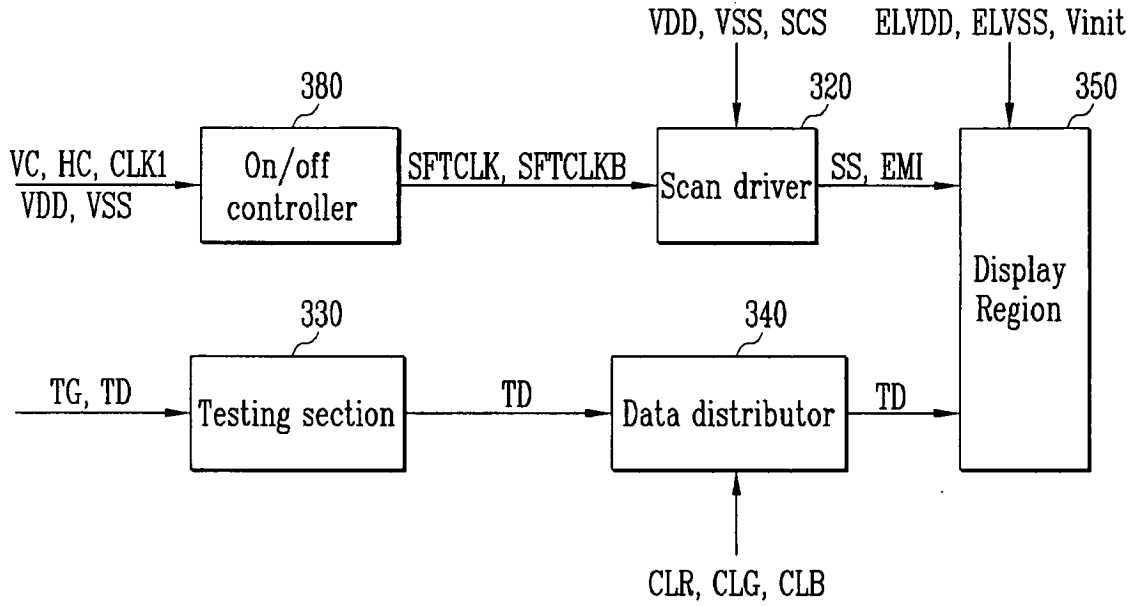 VDD, VSS, SCS
ELVDD, ELVSS, Vinit
380
320
350
VC, HC, CLK1
VDD, VSS
On/off
controller
SFTCLK, SFTCLKB
Scan driver
SS, EMI
Display
Region
330
340
TG, TD
Testing section
TD
Data distributor
TD
CLR, CLG, CLB